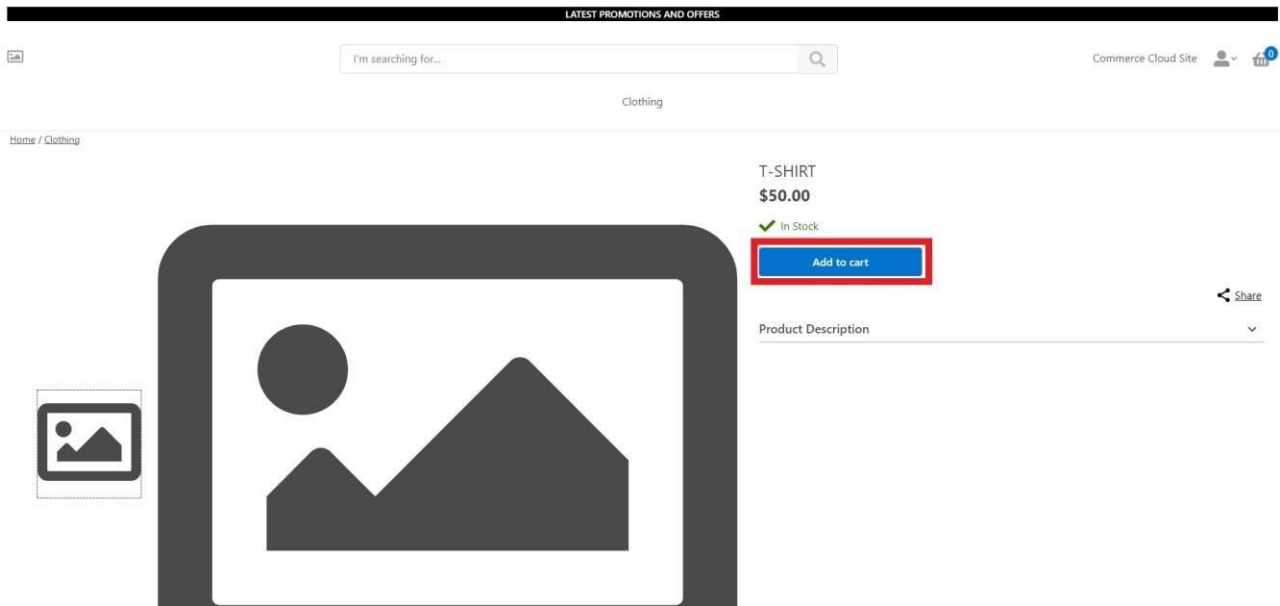 LATEST PROMOTIONS AND OFFERS
I'm searching for...
Commerce Cloud Site
0
Clothing
Home / Clothing
T-SHIRT
$50.00
In Stock
Add to cart
Share
Product Description